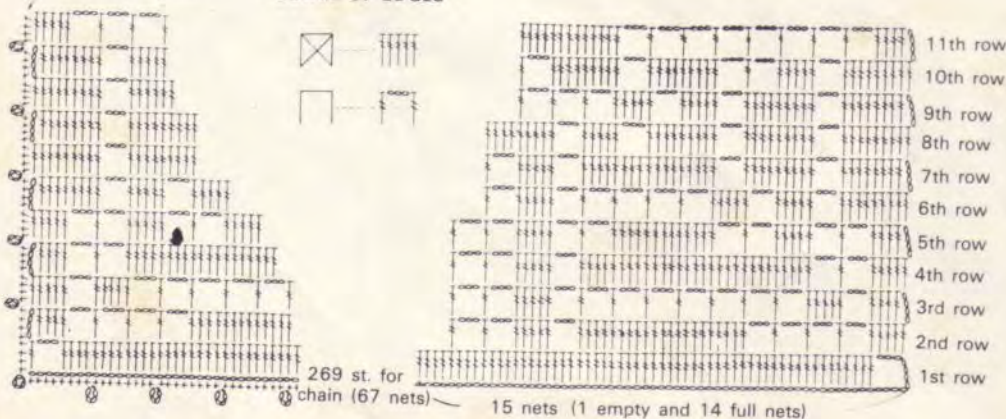 11th row
10th row
9th row
8th row
7th row
6th row
5th row
4th row
3rd row
2nd row
1st row
269 st. for
chain (67 nets)
15 nets (1 empty and 14 full nets)